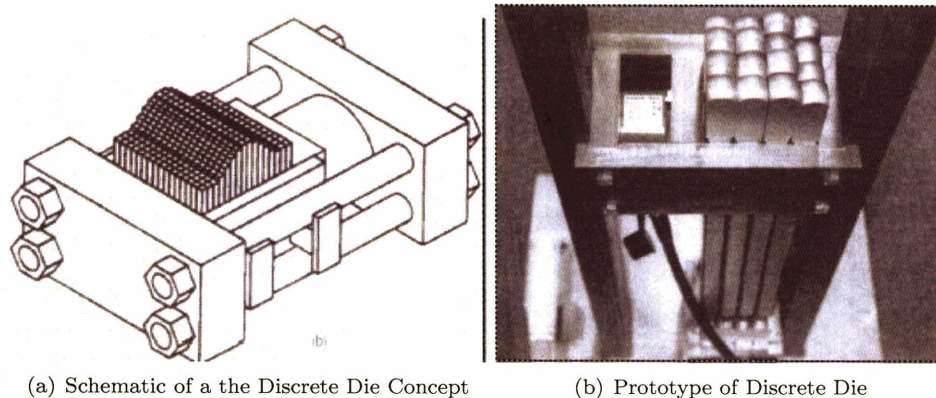 (b)
(a) Schematic of a the Discrete Die Concept
(b) Prototype of Discrete Die